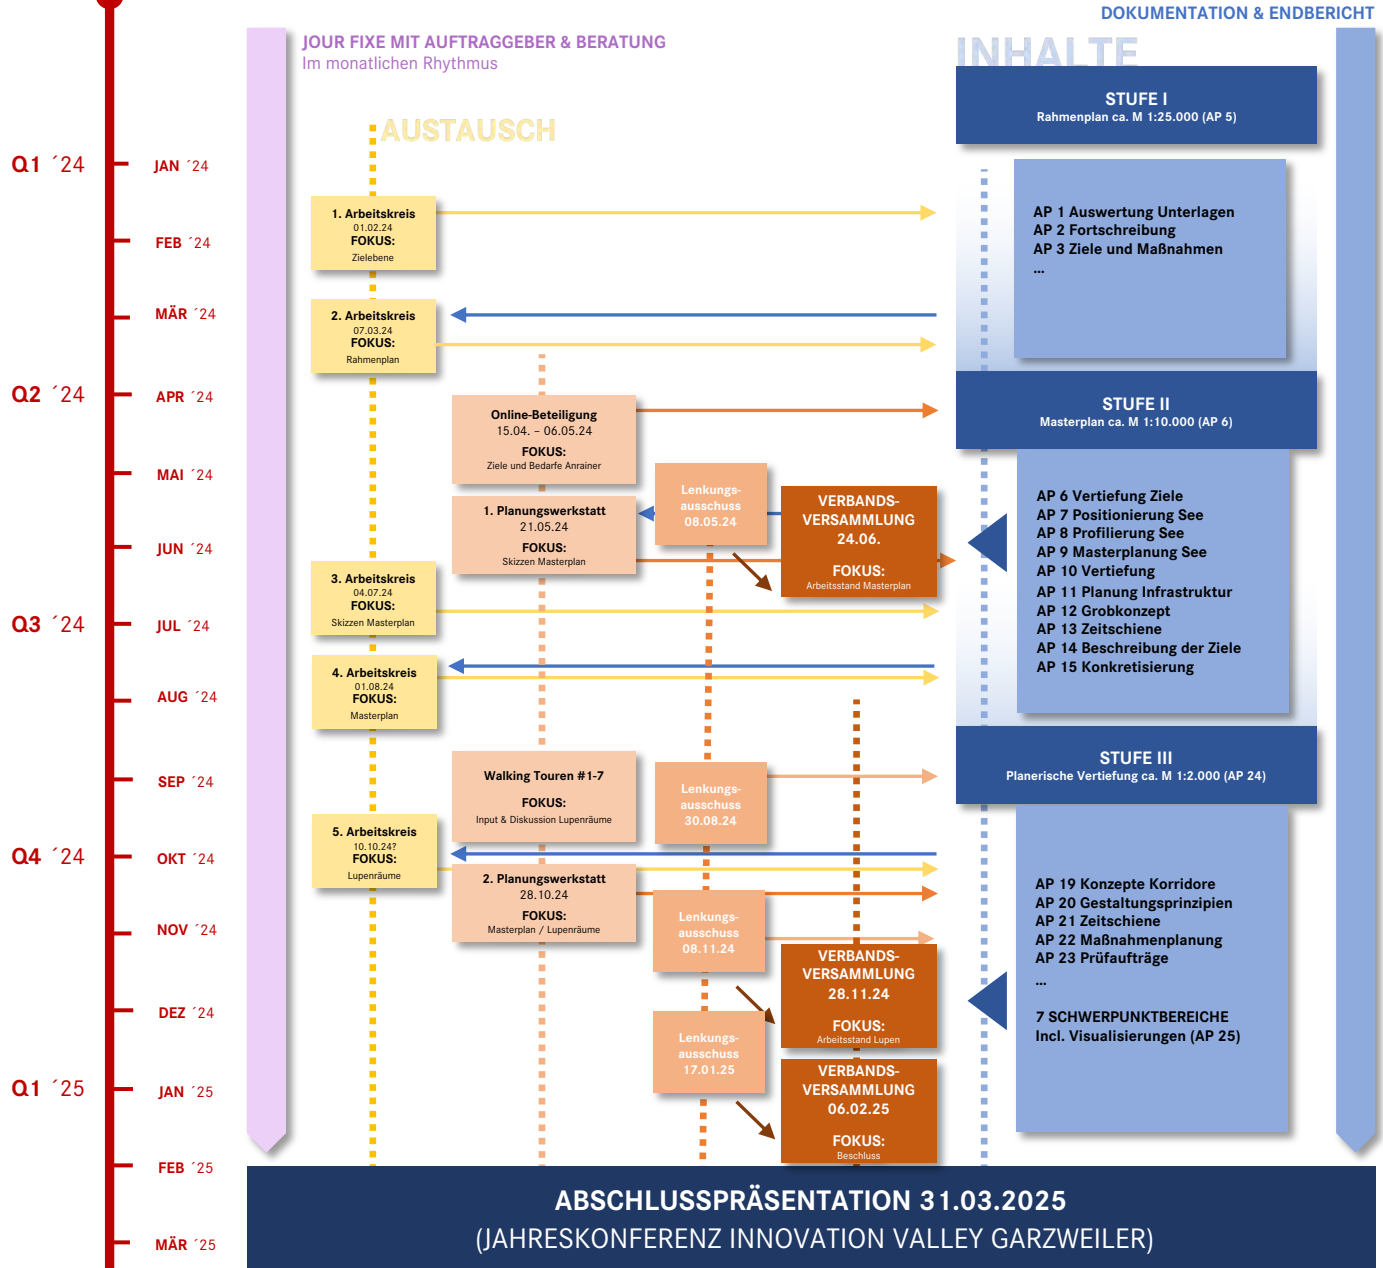 DOKUMENTATION & ENDBERICHT
JOUR FIXE MIT AUFTRAGGEBER & BERATUNG
Im monatlichen Rhythmus
INHALTE
AUSTAUSCH
STUFE I
Rahmenplan ca. M 1:25.000 (AP 5)
Q1 ´24
JAN ´24
FEB ´24
MÄR ´24
Q2 ´24
APR ´24
MAI ´24
JUN ´24
Q3 ´24
JUL ´24
AUG ´24
SEP ´24
Q4 ´24
OKT ´24
NOV ´24
DEZ ´24
Q1 ´25
JAN ´25
FEB ´25
MÄR ´25
1. Arbeitskreis
01.02.24
FOKUS:
Zielebene
2. Arbeitskreis
07.03.24
FOKUS:
Rahmenplan
3. Arbeitskreis
04.07.24
FOKUS:
Skizzen Masterplan
4. Arbeitskreis
01.08.24
FOKUS:
Masterplan
5. Arbeitskreis
10.10.24?
FOKUS:
Lupenräume
Online-Beteiligung
15.04. – 06.05.24
FOKUS:
Ziele und Bedarfe Anrainer
1. Planungswerkstatt
21.05.24
FOKUS:
Skizzen Masterplan
Walking Touren #1-7
FOKUS:
Input & Diskussion Lupenräume
2. Planungswerkstatt
28.10.24
FOKUS:
Masterplan / Lupenräume
Lenkungs-
ausschuss
08.05.24
Lenkungs-
ausschuss
30.08.24
Lenkungs-
ausschuss
08.11.24
Lenkungs-
ausschuss
17.01.25
VERBANDS-
VERSAMMLUNG
24.06.
FOKUS:
Arbeitsstand Masterplan
VERBANDS-
VERSAMMLUNG
28.11.24
FOKUS:
Arbeitsstand Lupen
VERBANDS-
VERSAMMLUNG
06.02.25
FOKUS:
Beschluss
AP 1 Auswertung Unterlagen
AP 2 Fortschreibung
AP 3 Ziele und Maßnahmen
...
STUFE II
Masterplan ca. M 1:10.000 (AP 6)
AP 6 Vertiefung Ziele
AP 7 Positionierung See
AP 8 Profilierung See
AP 9 Masterplanung See
AP 10 Vertiefung
AP 11 Planung Infrastruktur
AP 12 Grobkonzept
AP 13 Zeitschiene
AP 14 Beschreibung der Ziele
AP 15 Konkretisierung
STUFE III
Planerische Vertiefung ca. M 1:2.000 (AP 24)
AP 19 Konzepte Korridore
AP 20 Gestaltungsprinzipien
AP 21 Zeitschiene
AP 22 Maßnahmenplanung
AP 23 Prüfaufträge
...
7 SCHWERPUNKTBEREICHE
Incl. Visualisierungen (AP 25)
ABSCHLUSSPRÄSENTATION 31.03.2025
(JAHRESKONFERENZ INNOVATION VALLEY GARZWEILER)